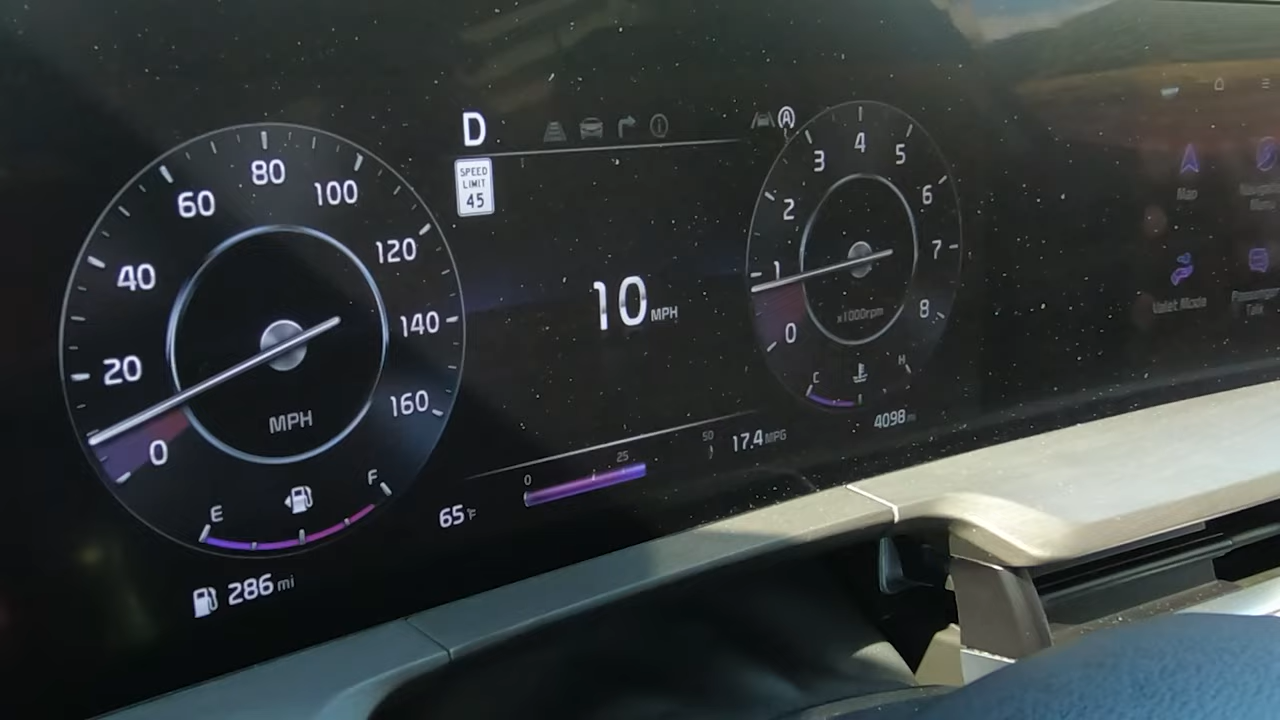 D
SPEED
LIMIT
45
0
20
40
60
80
100
120
140
160
MPH
E
F
286 mi
10 MPH
65°F
0
25
50
17.4 MPG
A
0
1
2
3
4
5
6
7
8
x1000rpm
C
H
4098 mi
Map
Valet Mode
Menu
Talk